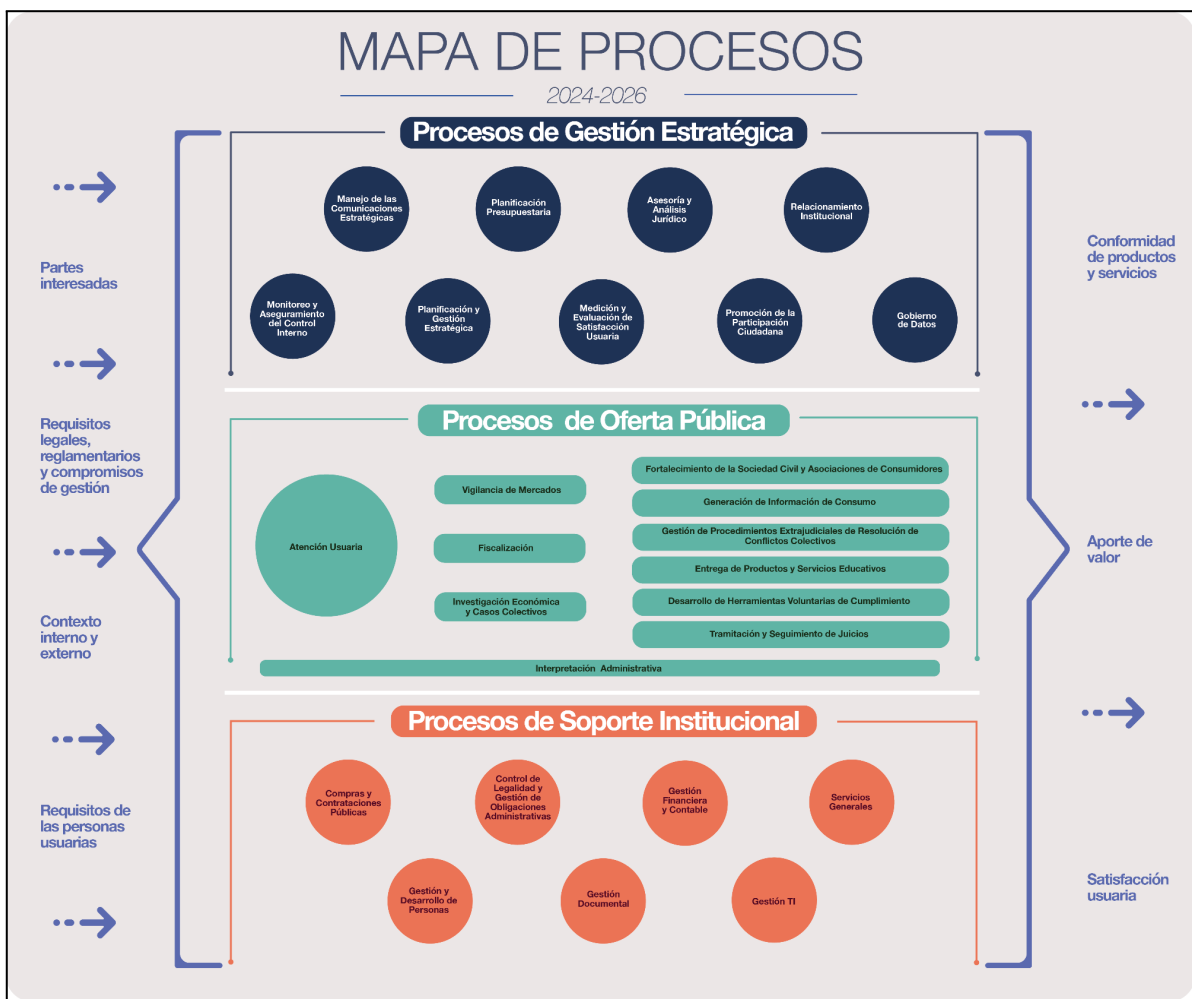 MAPA DE PROCESOS
2024-2026
Procesos de Gestión Estratégica
Manejo de las
Comunicaciones
Estratégicas
Planificación
Presupuestaria
Asesoría y
Análisis
Jurídico
Relacionamiento
Institucional
Monitoreo y
Aseguramiento
del Control
Interno
Planificación y
Gestión
Estratégica
Medición y
Evaluación de
Satisfacción
Usuaria
Promoción de la
Participación
Ciudadana
Gobierno
de Datos
Partes
interesadas
Requisitos
legales,
reglamentarios
y compromisos
de gestión
Contexto
interno y
externo
Requisitos de
las personas
usuarias
Procesos de Oferta Pública
Atención Usuaria
Vigilancia de Mercados
Fiscalización
Investigación Económica
y Casos Colectivos
Fortalecimiento de la Sociedad Civil y Asociaciones de Consumidores
Generación de Información de Consumo
Gestión de Procedimientos Extrajudiciales de Resolución de
Conflictos Colectivos
Entrega de Productos y Servicios Educativos
Desarrollo de Herramientas Voluntarias de Cumplimiento
Tramitación y Seguimiento de Juicios
Interpretación Administrativa
Procesos de Soporte Institucional
Compras y
Contrataciones
Públicas
Control de
Legalidad y
Gestión de
Obligaciones
Administrativas
Gestión
Financiera
y Contable
Servicios
Generales
Gestión y
Desarrollo de
Personas
Gestión
Documental
Gestión TI
Conformidad
de productos
y servicios
Aporte de
valor
Satisfacción
usuaria